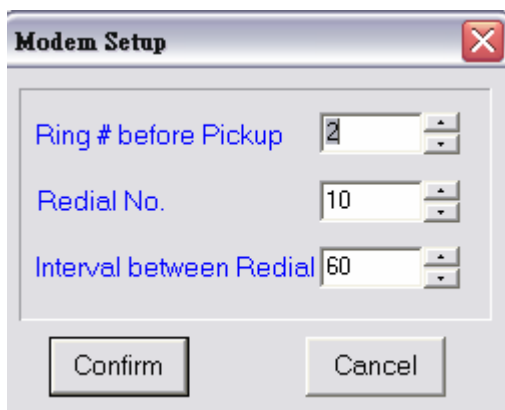 Modem Setup
Ring # before Pickup 2
Redial No. 10
Interval between Redial 60
Confirm Cancel